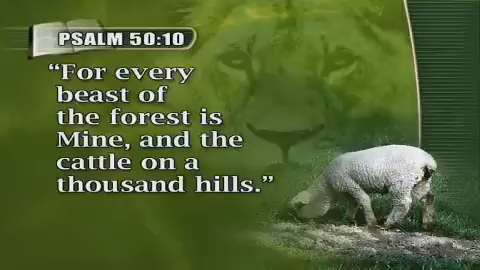 PSALM 50:10
“For every
beast of
the forest is
Mine, and the
cattle on a
thousand hills.”